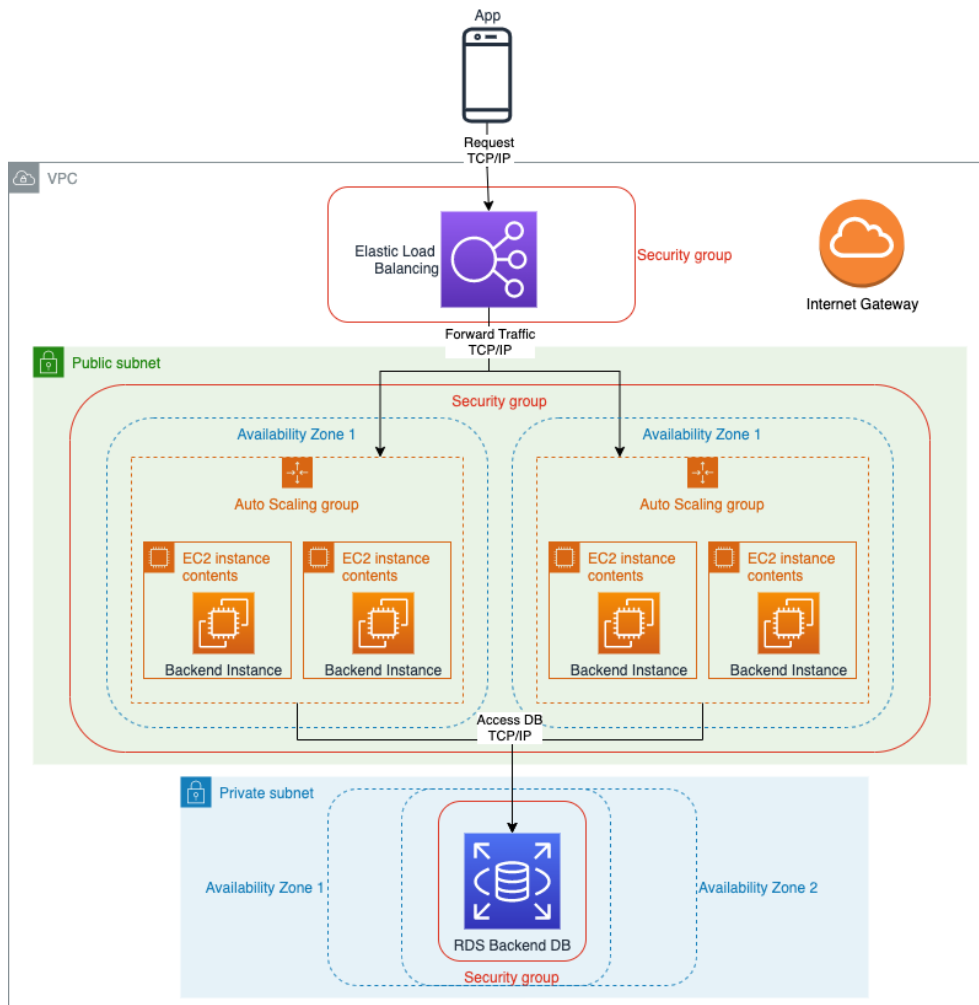 App
Request
TCP/IP
VPC
Elastic Load
Balancing
Security group
Internet Gateway
Forward Traffic
TCP/IP
Public subnet
Security group
Availability Zone 1
Availability Zone 1
Auto Scaling group
Auto Scaling group
EC2 instance
contents
EC2 instance
contents
EC2 instance
contents
EC2 instance
contents
Backend Instance
Backend Instance
Backend Instance
Backend Instance
Access DB
TCP/IP
Private subnet
Availability Zone 1
Availability Zone 2
RDS Backend DB
Security group